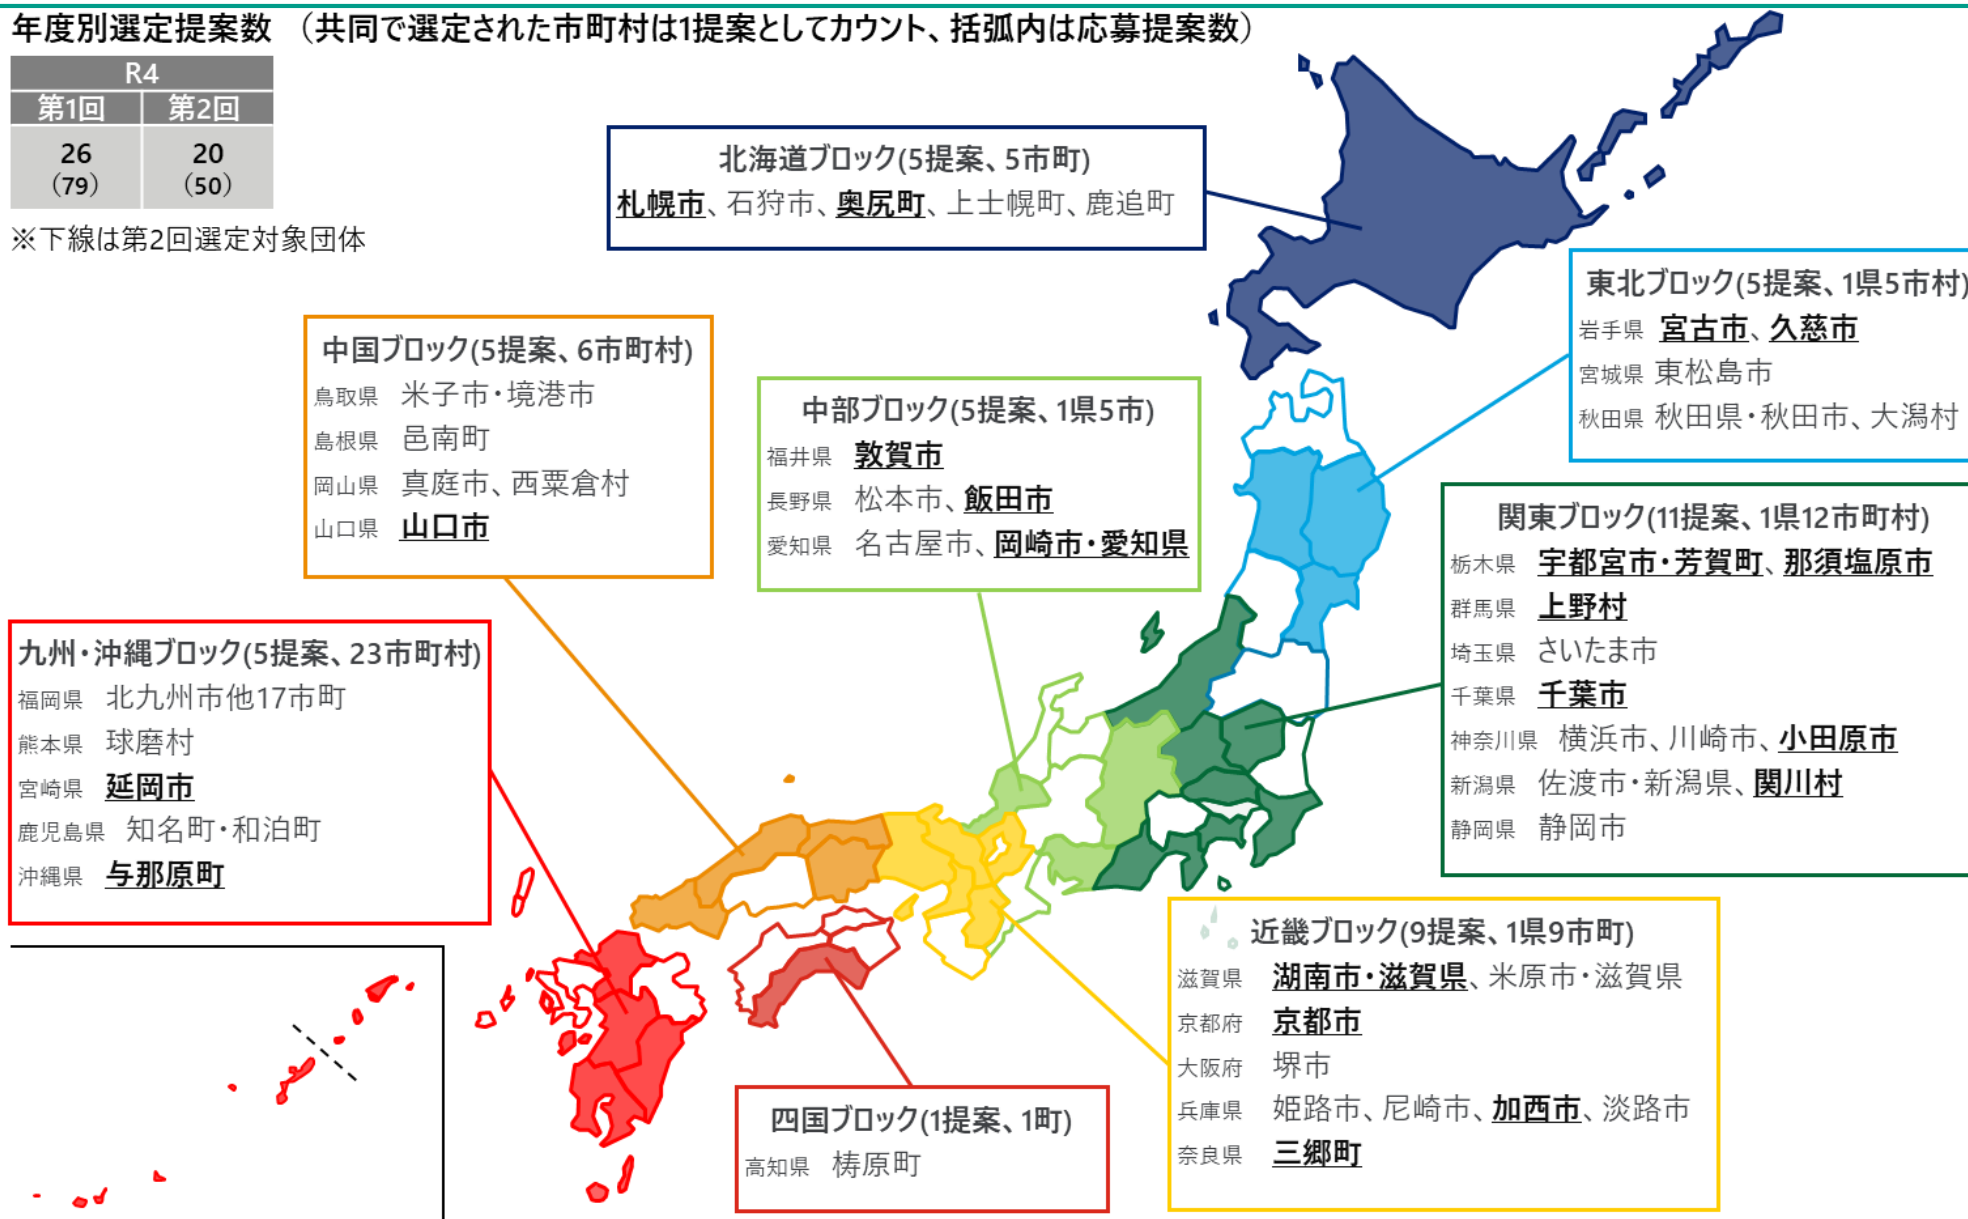 年度別選定提案数 （共同で選定された市町村は1提案としてカウント、括弧内は応募提案数）
R4
第1回 第2回
26 20
（79） （50）
※下線は第2回選定対象団体
北海道ブロック(5提案、5市町)
札幌市、石狩市、奥尻町、上士幌町、鹿追町
東北ブロック(5提案、1県5市村)
岩手県 宮古市、久慈市
宮城県 東松島市
秋田県 秋田県・秋田市、大潟村
中国ブロック(5提案、6市町村)
鳥取県 米子市・境港市
島根県 邑南町
岡山県 真庭市、西粟倉村
山口県 山口市
中部ブロック(5提案、1県5市)
福井県 敦賀市
長野県 松本市、飯田市
愛知県 名古屋市、岡崎市・愛知県
関東ブロック(11提案、1県12市町村)
栃木県 宇都宮市・芳賀町、那須塩原市
群馬県 上野村
埼玉県 さいたま市
千葉県 千葉市
神奈川県 横浜市、川崎市、小田原市
新潟県 佐渡市・新潟県、関川村
静岡県 静岡市
九州・沖縄ブロック(5提案、23市町村)
福岡県 北九州市他17市町
熊本県 球磨村
宮崎県 延岡市
鹿児島県 知名町・和泊町
沖縄県 与那原町
近畿ブロック(9提案、1県9市町)
滋賀県 湖南市・滋賀県、米原市・滋賀県
京都府 京都市
大阪府 堺市
兵庫県 姫路市、尼崎市、加西市、淡路市
奈良県 三郷町
四国ブロック(1提案、1町)
高知県 梼原町